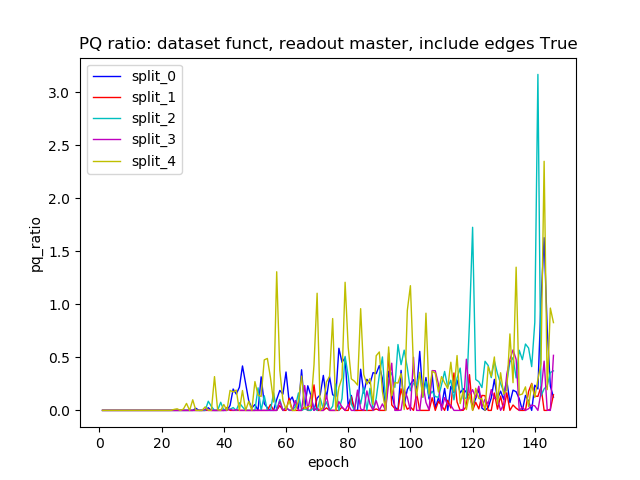 PQ ratio: dataset funct, readout master, include edges True
split_0
split_1
split_2
split_3
split_4
3.0
2.5
2.0
1.5
1.0
0.5
0.0
pq_ratio
0 20 40 60 80 100 120 140
epoch